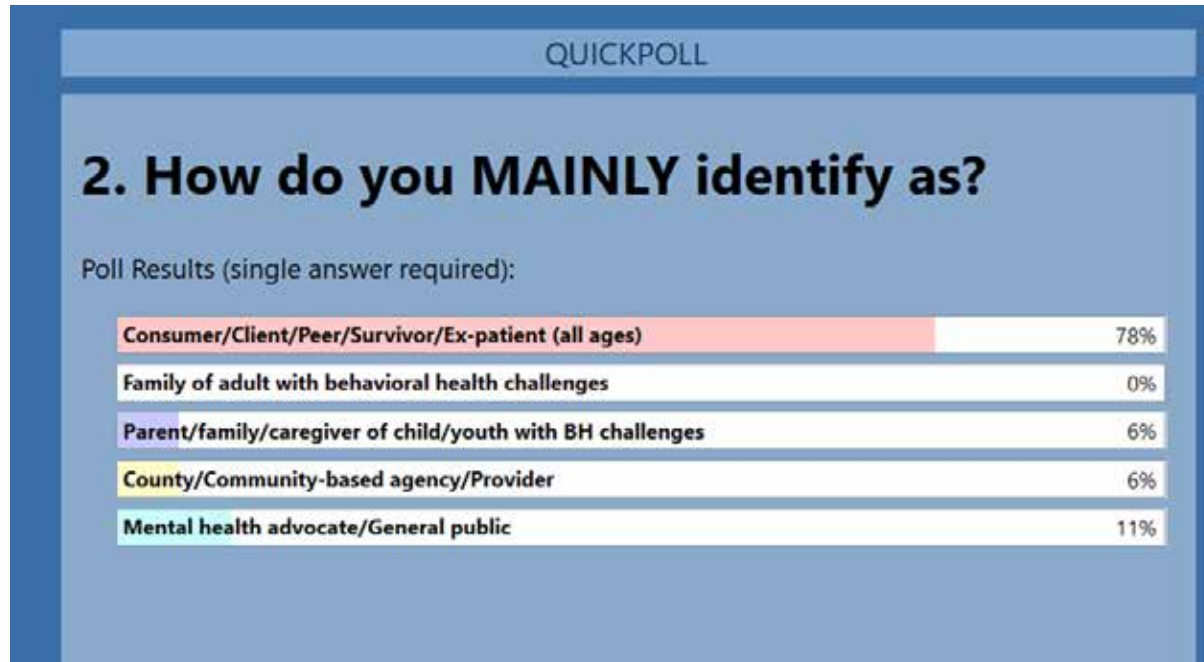 QUICKPOLL
2. How do you MAINLY identify as?
Poll Results (single answer required):
Consumer/Client/Peer/Survivor/Ex-patient (all ages) 78%
Family of adult with behavioral health challenges 0%
Parent/family/caregiver of child/youth with BH challenges 6%
County/Community-based agency/Provider 6%
Mental health advocate/General public 11%